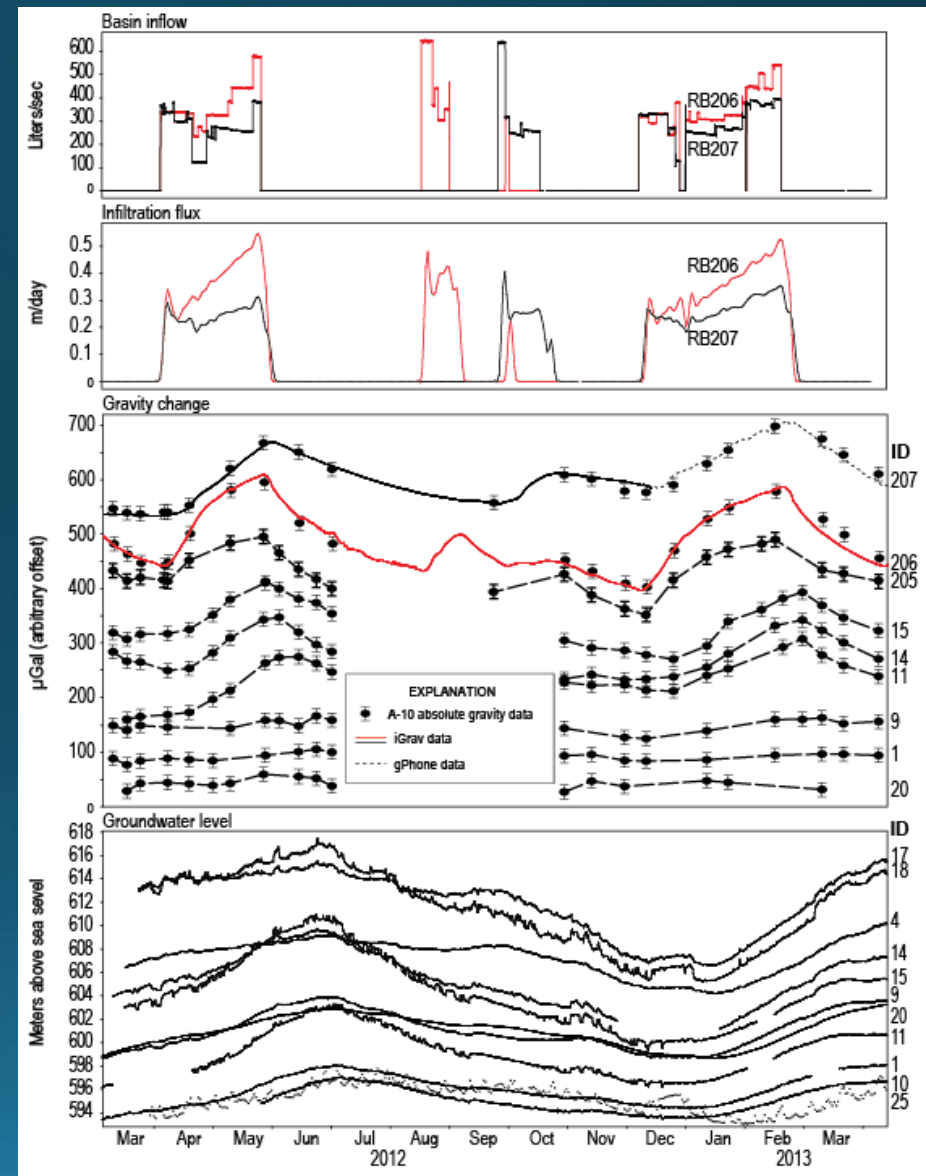 Basin inflow
600
500
400
300
200
100
0
Liters/sec
RB206
RB207
Infiltration flux
0.5
0.4
0.3
0.2
0.1
0
m/day
RB206
RB207
Gravity change
700
600
500
400
300
200
100
0
µGal (arbitrary offset)
ID
207
206
205
15
14
11
9
1
20
EXPLANATION
A-10 absolute gravity data
iGrav data
gPhone data
Groundwater level
618
616
614
612
610
608
606
604
602
600
598
596
594
Meters above sea sevel
ID
17
18
4
14
15
9
20
11
1
10
25
Mar Apr May Jun Jul Aug Sep Oct Nov Dec Jan Feb Mar
2012 2013